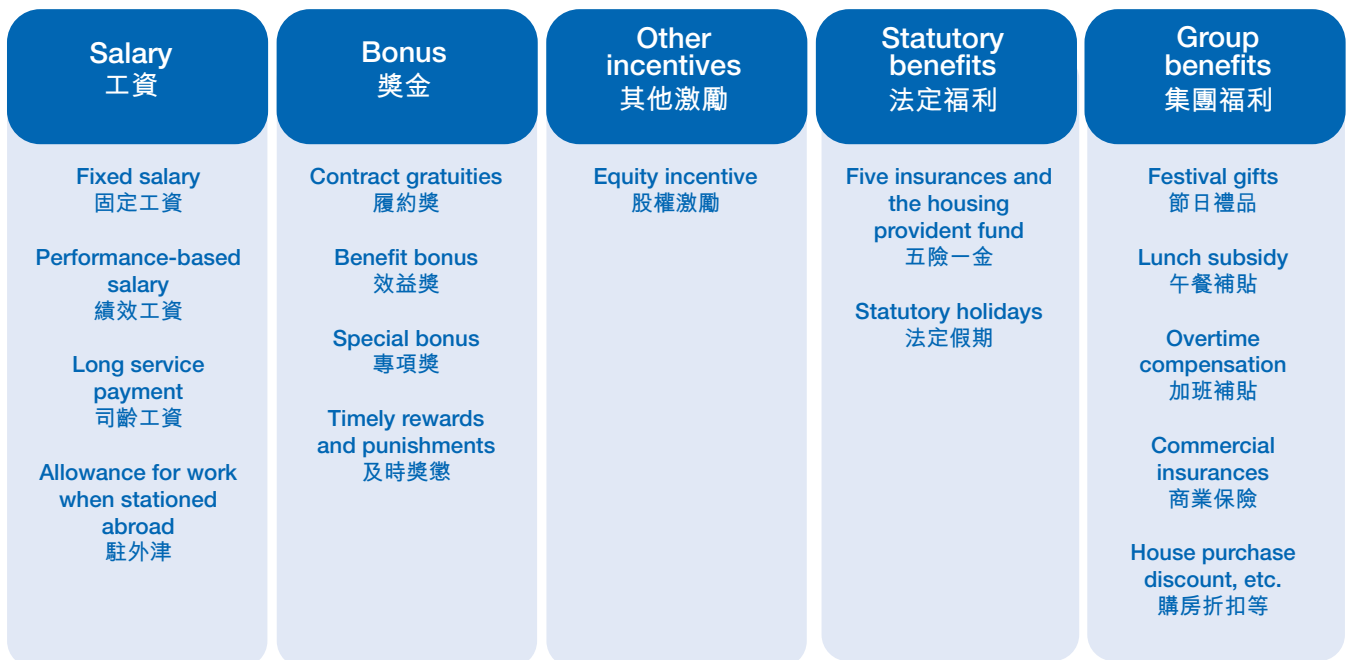 Salary
工資
Fixed salary
固定工資
Performance-based
salary
績效工資
Long service
payment
司齡工資
Allowance for work
when stationed
abroad
駐外津
Bonus
獎金
Contract gratuities
履約獎
Benefit bonus
效益獎
Special bonus
專項獎
Timely rewards
and punishments
及時獎懲
Other
incentives
其他激勵
Equity incentive
股權激勵
Statutory
benefits
法定福利
Five insurances and
the housing
provident fund
五險一金
Statutory holidays
法定假期
Group
benefits
集團福利
Festival gifts
節日禮品
Lunch subsidy
午餐補貼
Overtime
compensation
加班補貼
Commercial
insurances
商業保險
House purchase
discount, etc.
購房折扣等